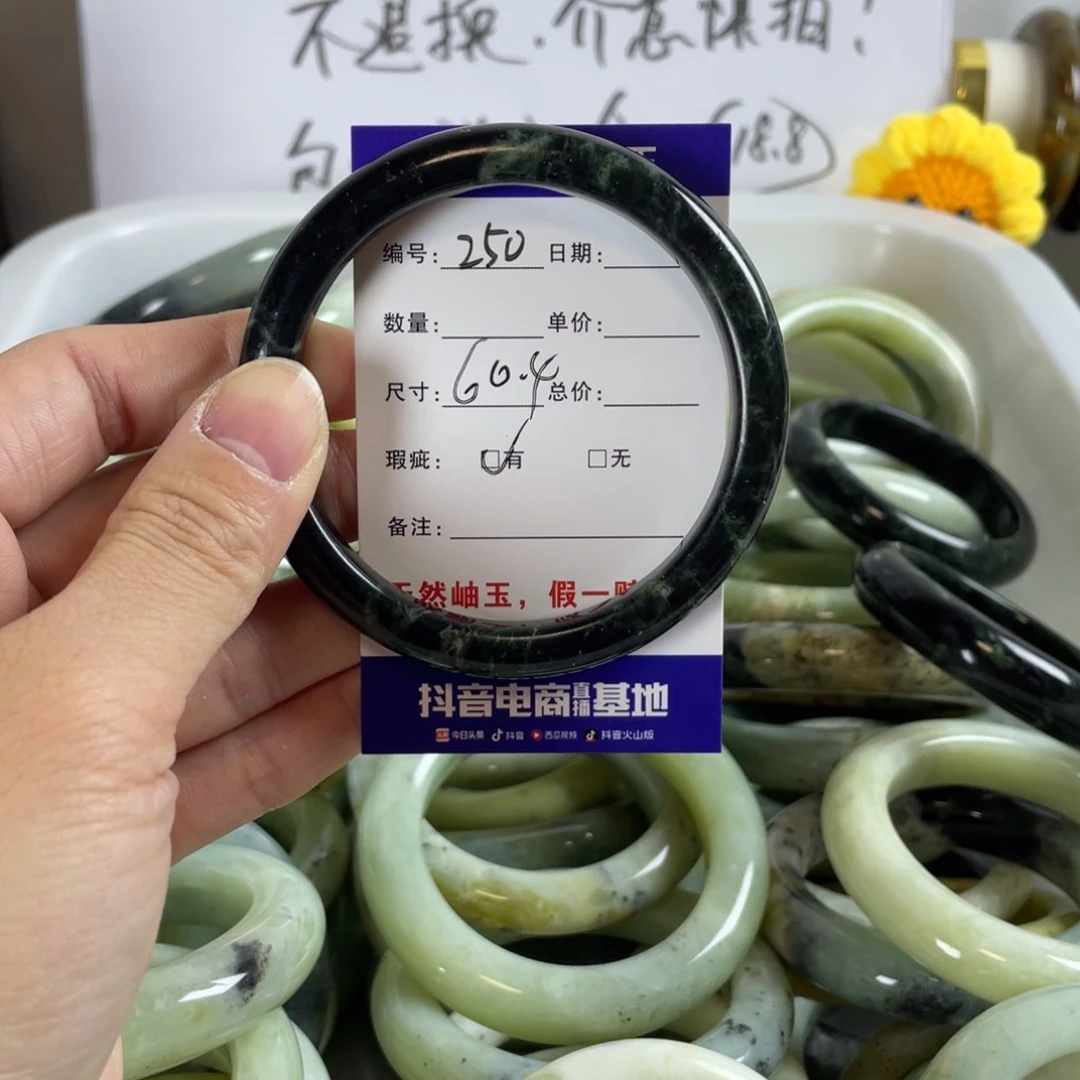 不退换，介意慎拍！
包
18.8
编号：250 日期：
数量： 单价：
尺寸：60.4 总价：
瑕疵： ☑有 □无
备注：
天然岫玉，假一赔
抖音电商直播基地
今日头条 抖音 西瓜视频 抖音火山版